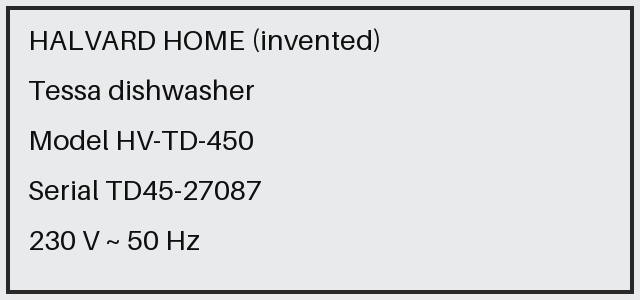 HALVARD HOME (invented)
Tessa dishwasher
Model HV-TD-450
Serial TD45-27087
230 V ~ 50 Hz